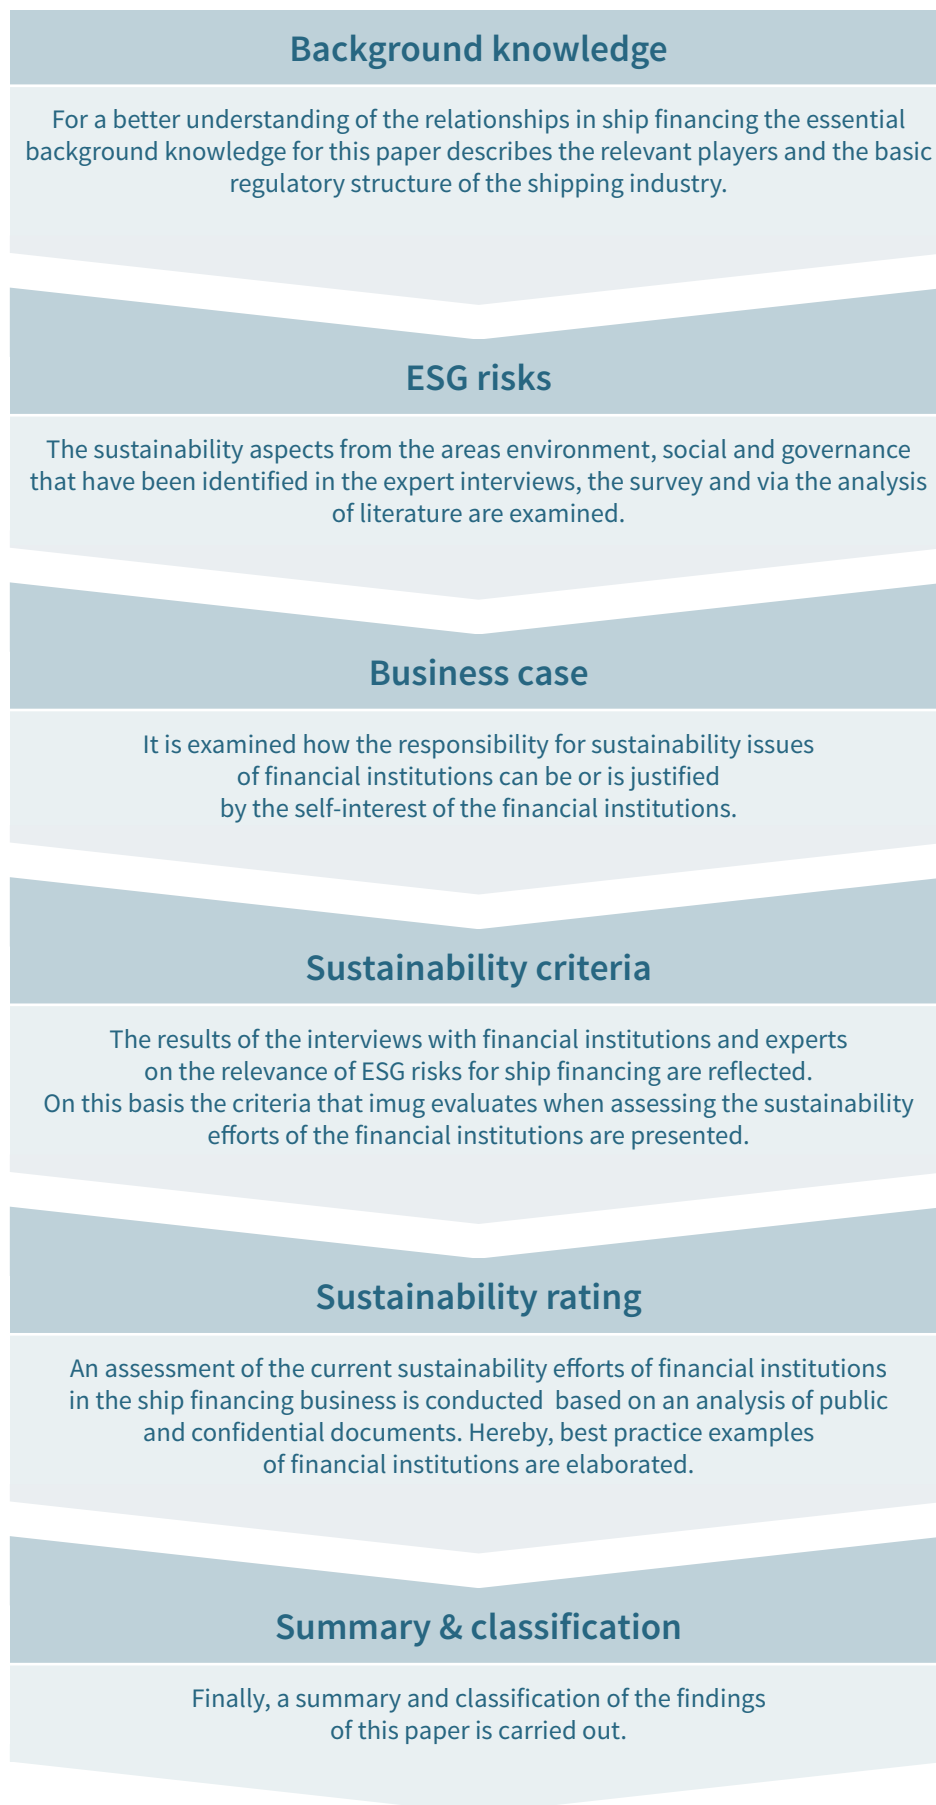 Background knowledge
For a better understanding of the relationships in ship financing the essential
background knowledge for this paper describes the relevant players and the basic
regulatory structure of the shipping industry.
ESG risks
The sustainability aspects from the areas environment, social and governance
that have been identified in the expert interviews, the survey and via the analysis
of literature are examined.
Business case
It is examined how the responsibility for sustainability issues
of financial institutions can be or is justified
by the self-interest of the financial institutions.
Sustainability criteria
The results of the interviews with financial institutions and experts
on the relevance of ESG risks for ship financing are reflected.
On this basis the criteria that imug evaluates when assessing the sustainability
efforts of the financial institutions are presented.
Sustainability rating
An assessment of the current sustainability efforts of financial institutions
in the ship financing business is conducted  based on an analysis of public
and confidential documents. Hereby, best practice examples
of financial institutions are elaborated.
Summary & classification
Finally, a summary and classification of the findings
of this paper is carried out.